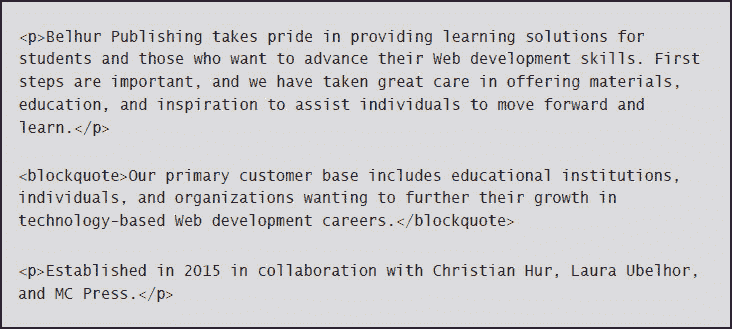 <p>Belhur Publishing takes pride in providing learning solutions for
students and those who want to advance their Web development skills. First
steps are important, and we have taken great care in offering materials,
education, and inspiration to assist individuals to move forward and
learn.</p>
<blockquote>Our primary customer base includes educational institutions,
individuals, and organizations wanting to further their growth in
technology-based Web development careers.</blockquote>
<p>Established in 2015 in collaboration with Christian Hur, Laura Ubelhor,
and MC Press.</p>